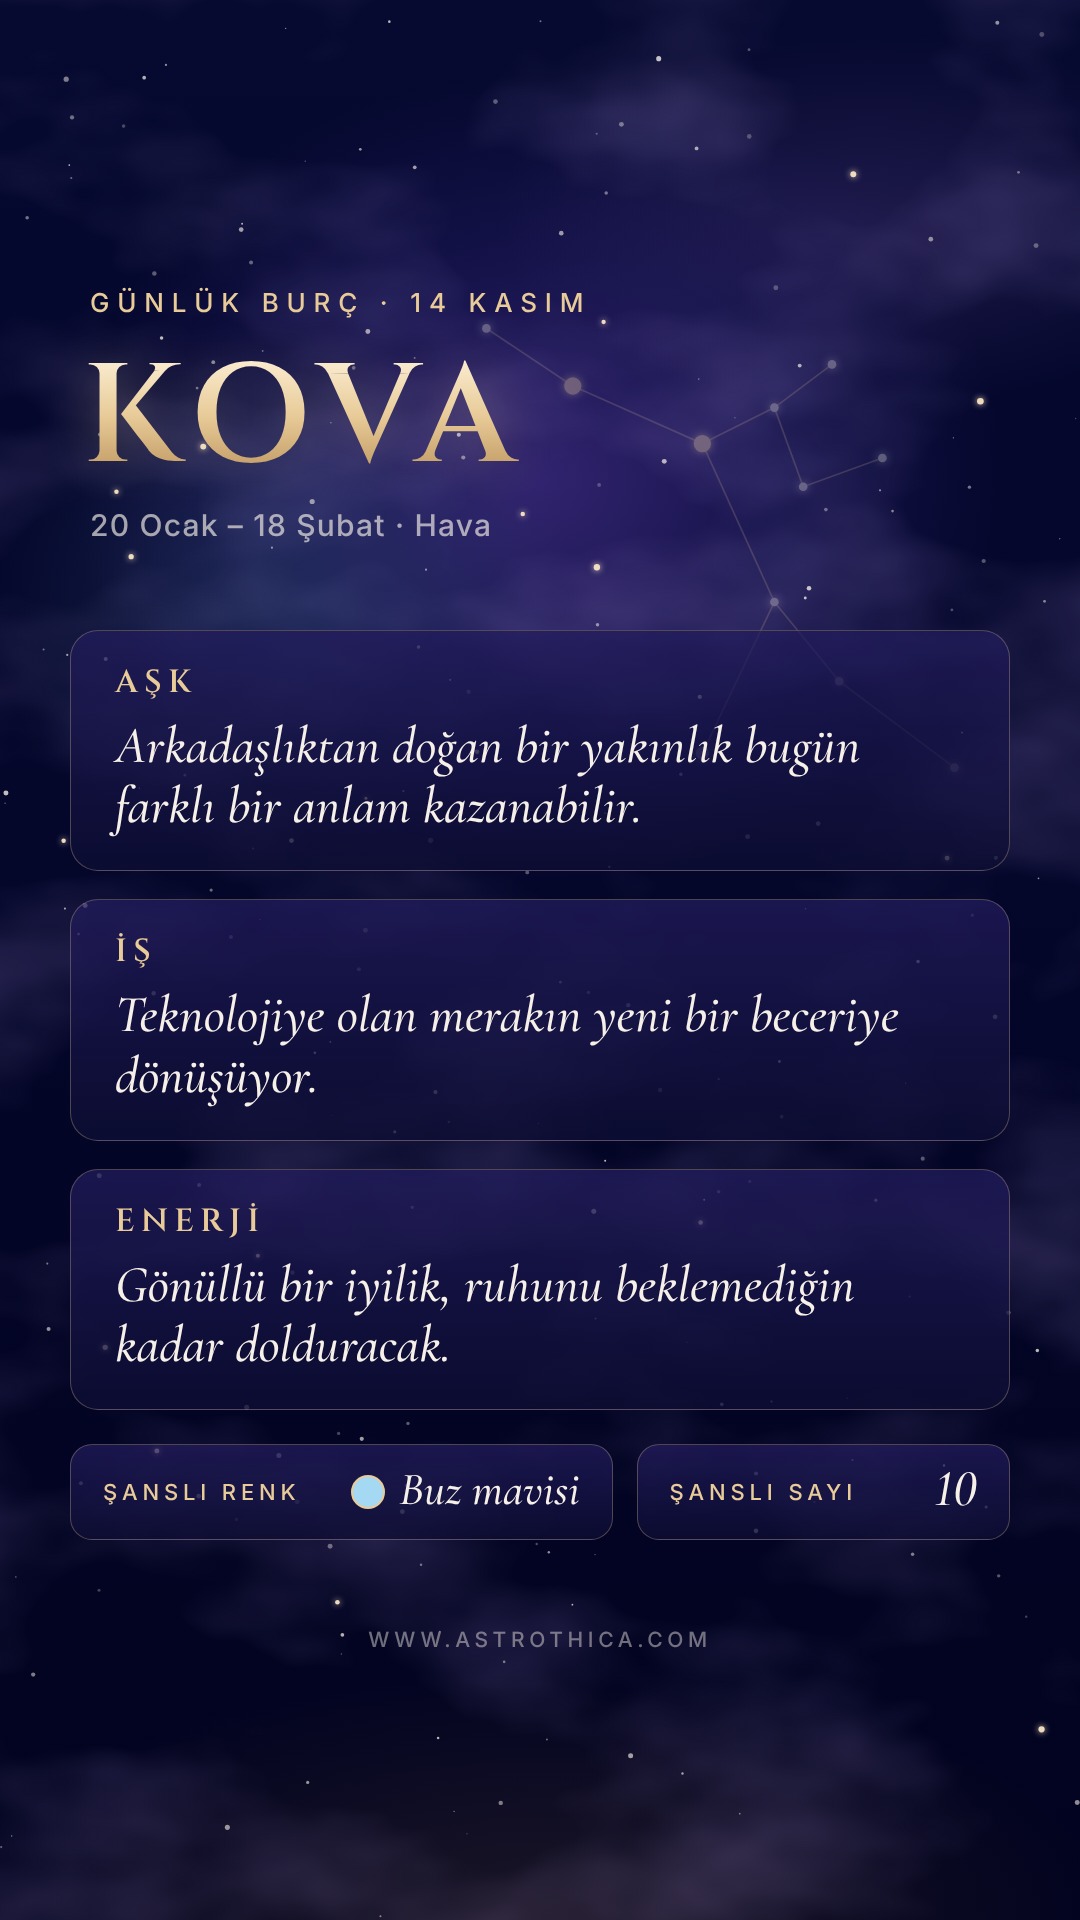 GÜNLÜK BURÇ · 14 KASIM
KOVA
20 Ocak – 18 Şubat · Hava
AŞK
Arkadaşlıktan doğan bir yakınlık bugün
farklı bir anlam kazanabilir.
İŞ
Teknolojiye olan merakın yeni bir beceriye
dönüşüyor.
ENERJİ
Gönüllü bir iyilik, ruhunu beklemediğin
kadar dolduracak.
ŞANSLI RENK Buz mavisi
ŞANSLI SAYI 10
WWW.ASTROTHICA.COM